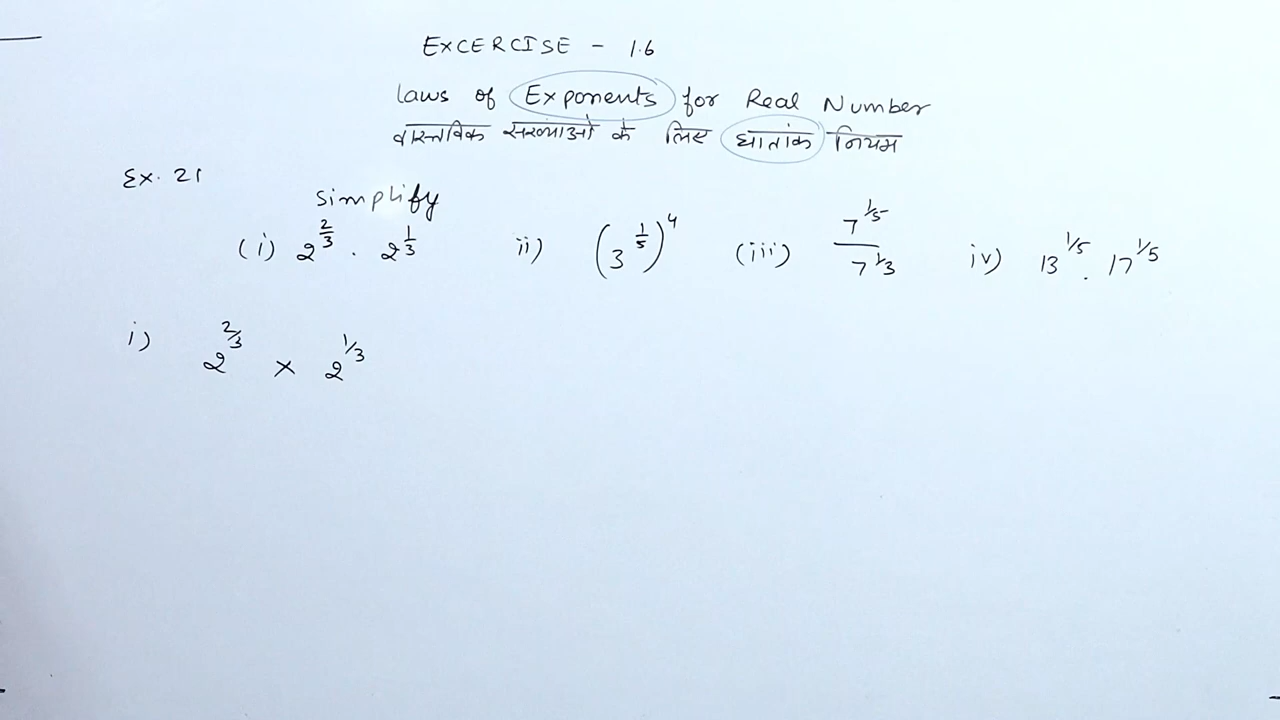 EXCERCISE - 1.6
Laws of Exponents for Real Number
वास्तविक संख्याओं के लिए घातांक नियम
Ex. 21
Simplify
(i) 2^(2/3) . 2^(1/3) ii) (3^(1/5))^4 (iii) 7^(1/5) / 7^(1/3) iv) 13^(1/5) . 17^(1/5)
i) 2^(2/3) × 2^(1/3)